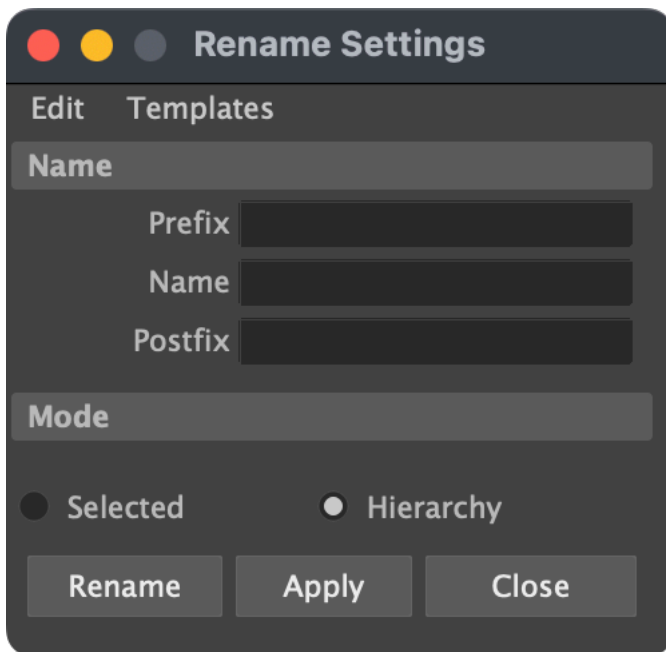 Rename Settings
Edit Templates
Name
Prefix
Name
Postfix
Mode
Selected Hierarchy
Rename Apply Close